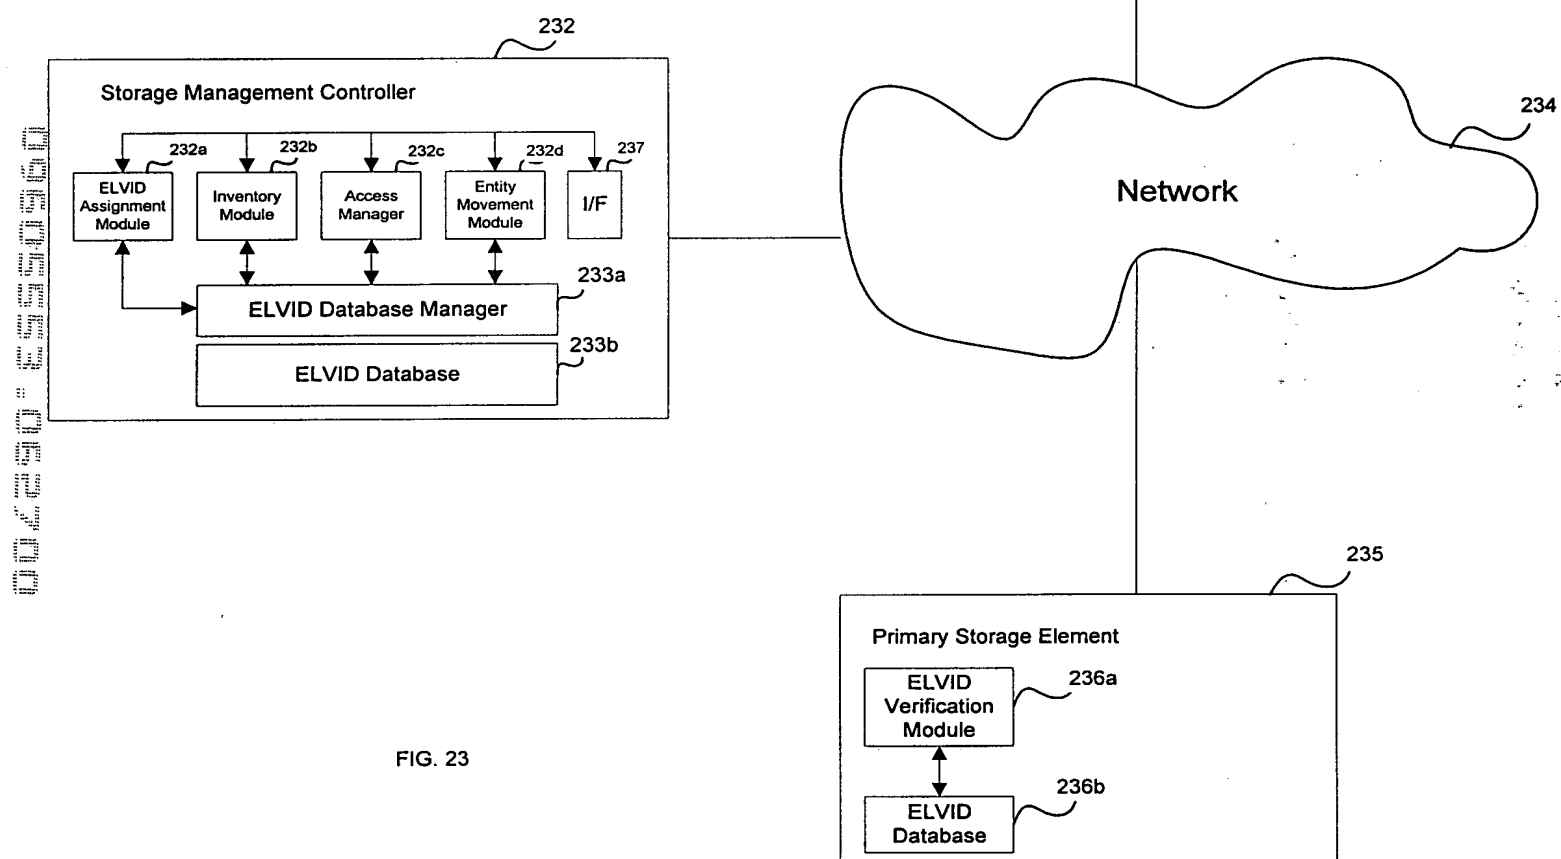 232
Storage Management Controller
232a
232b
232c
232d
237
ELVID
Assignment
Module
Inventory
Module
Access
Manager
Entity
Movement
Module
I/F
233a
ELVID Database Manager
233b
ELVID Database
234
Network
235
Primary Storage Element
ELVID
Verification
Module
236a
ELVID
Database
236b
FIG. 23
09605553.062700